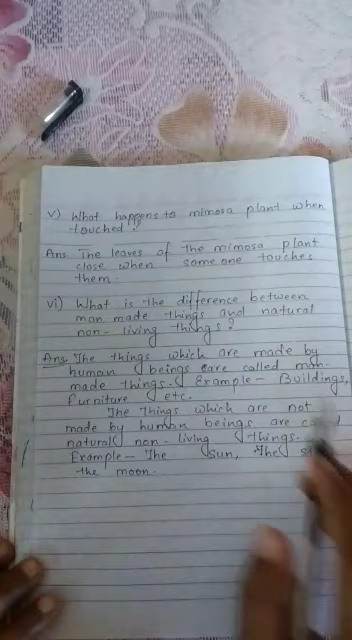 v) What happens to mimosa plant when
touched?
Ans. The leaves of the mimosa plant
close when some one touches
them.
vi) What is the difference between
man made things and natural
non-living things?
Ans. The things which are made by
human beings are called man-
made things. Example - Buildings,
furniture etc.
The things which are not
made by human beings are
natural non-living things.
Example - The Sun, The
the moon.